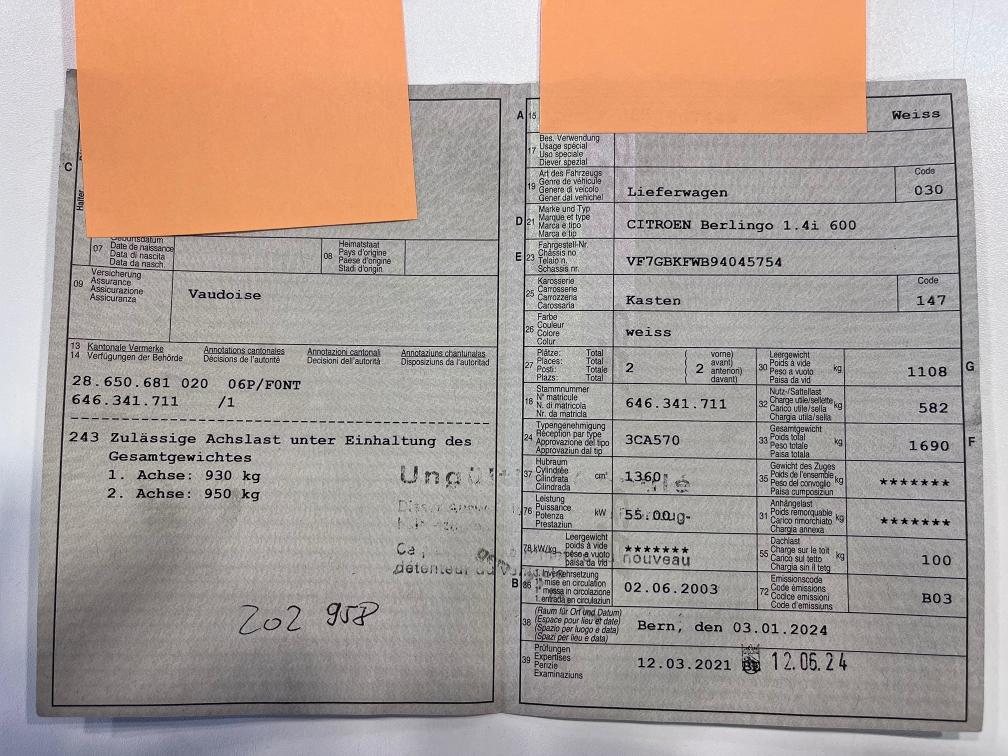 C
Halter
07
Geburtsdatum
Date de naissance
Data di nascita
Data da nasch.
08
Heimatstaat
Pays d'origine
Paese d'origine
Stadi d'origin
09
Versicherung
Assurance
Assicurazione
Assicuranza
Vaudoise
13 Kantonale Vermerke Annotations cantonales Annotazioni cantonali Annotaziuns chantunalas
14 Verfügungen der Behörde Décisions de l'autorité Decisioni dell'autorità Disposiziuns da l'autoritad
28.650.681 020 06P/FONT
646.341.711 /1
243 Zulässige Achslast unter Einhaltung des
Gesamtgewichtes
1. Achse: 930 kg
2. Achse: 950 kg
détenteur du
202 958
A 15
Weiss
17
Bes. Verwendung
Usage spécial
Uso speciale
Diever spezial
19
Art des Fahrzeugs
Genre de véhicule
Genere di veicolo
Gener dal vehichel
Lieferwagen
Code
030
D 21
Marke und Typ
Marque et type
Marca e tipo
Marca e tip
CITROEN Berlingo 1.4i 600
E 23
Fahrgestell-Nr.
Châssis no
Telaio n.
Schassis nr.
VF7GBKFWB94045754
25
Karosserie
Carrosserie
Carrozzeria
Carossaria
Kasten
Code
147
26
Farbe
Couleur
Colore
Colur
weiss
27
Plätze: Total
Places: Total
Posti: Totale
Plazs: Total
2
vorne)
avant)
anteriori)
davant)
2
30
Leergewicht
Poids à vide
Peso a vuoto
Paisa da vid
kg
1108
G
18
Stammnummer
N° matricule
N. di matricola
Nr. da matricla
646.341.711
32
Nutz-/Sattellast
Charge utile/sellette
Carico utile/sella
Chargia utila/sella
kg
582
24
Typengenehmigung
Réception par type
Approvazione del tipo
Approvaziun dal tip
3CA570
33
Gesamtgewicht
Poids total
Peso totale
Paisa totala
kg
1690
F
37
Hubraum
Cylindrée
Cilindrata
Cilindrada
cm³
1360
35
Gewicht des Zuges
Poids de l'ensemble
Peso del convoglio
Paisa cumposiziun
kg
*******
76
Leistung
Puissance
Potenza
Prestaziun
kW
55.00
31
Anhängelast
Poids remorquable
Carico rimorchiato
Chargia annexa
kg
*******
78 kW/kg
Leergewicht
poids à vide
peso a vuoto
paisa da vid
*******
nouveau
55
Dachlast
Charge sur le toit
Carico sul tetto
Chargia sin il tetg
kg
100
B 36
1. Inverkehrsetzung
1re mise en circulation
1a messa in circolazione
1. entrada en circulaziun
02.06.2003
72
Emissionscode
Code émissions
Codice emissioni
Code d'emissiuns
B03
38
(Raum für Ort und Datum)
(Espace pour lieu et date)
(Spazio per luogo e data)
(Spazi per lieu e data)
Bern, den 03.01.2024
39
Prüfungen
Expertises
Perizie
Examinaziuns
12.03.2021 12.06.24